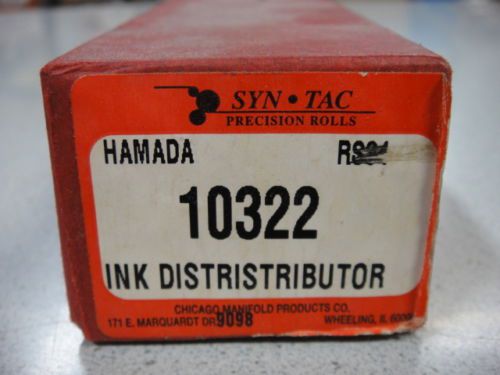 SYN • TAC
PRECISION ROLLS
HAMADA
10322
INK DISTRISTRIBUTOR
CHICAGO MANIFOLD PRODUCTS CO.
171 E. MARQUARDT DR. 9098 WHEELING, IL